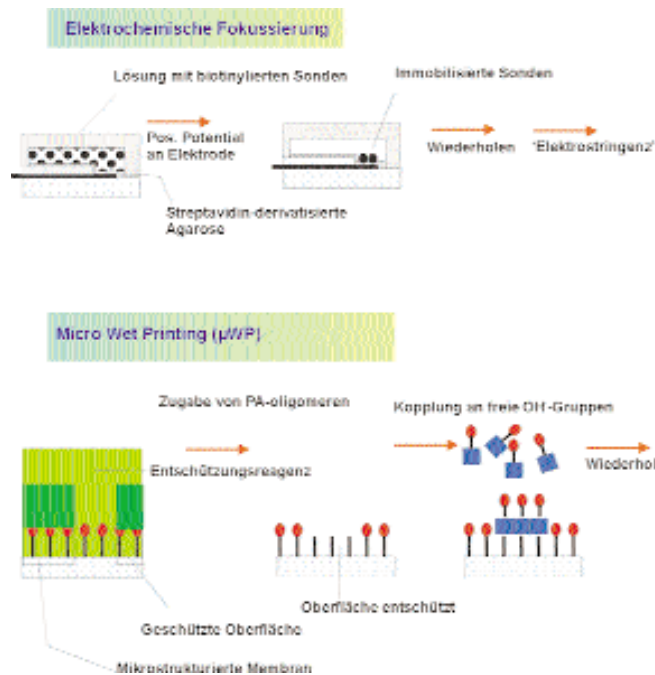 Elektrochemische Fokussierung
Lösung mit biotinylierten Sonden
Immobilisierte Sonden
Pos. Potential
an Elektrode
Wiederholen
'Elektrostringenz'
Streptavidin-derivatisierte
Agarose
Micro Wet Printing (µWP)
Zugabe von PA-oligomeren
Kopplung an freie OH-Gruppen
Entschützungsreagenz
Wiederhol
Oberfläche entschützt
Geschützte Oberfläche
Mikrostrukturierte Membran